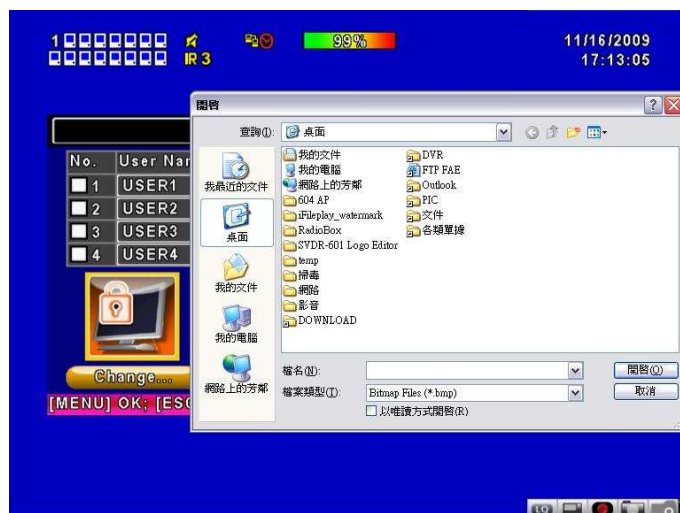 1
99%
11/16/2009
IR 3
17:13:05
開啓
查詢(I):
桌面
No.
User Nar
1
USER1
2
USER2
3
USER3
4
USER4
Change...
[MENU] OK; [ESC
我最近的文件
桌面
我的文件
我的電腦
網路上的芳鄰
我的文件
我的電腦
網路上的芳鄰
604 AP
iFileplay_watermark
RadioBox
SVDR-601 Logo Editor
temp
掃毒
網路
影音
DOWNLOAD
DVR
FTP FAE
Outlook
PIC
文件
各類單據
檔名(N):
開啓(O)
檔案類型(T):
Bitmap Files (*.bmp)
取消
以唯讀方式開啓(R)